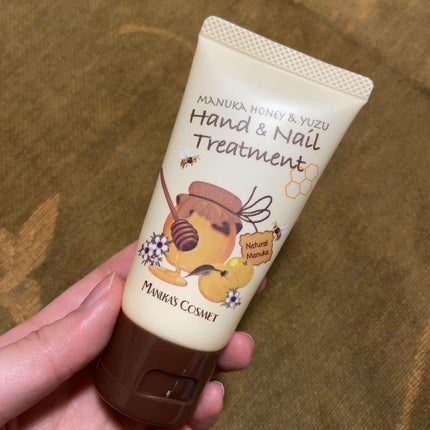 MANUKA HONEY & YUZU
Hand & Nail
Treatment
Natural
Manuka
MANUKA'S COSMET